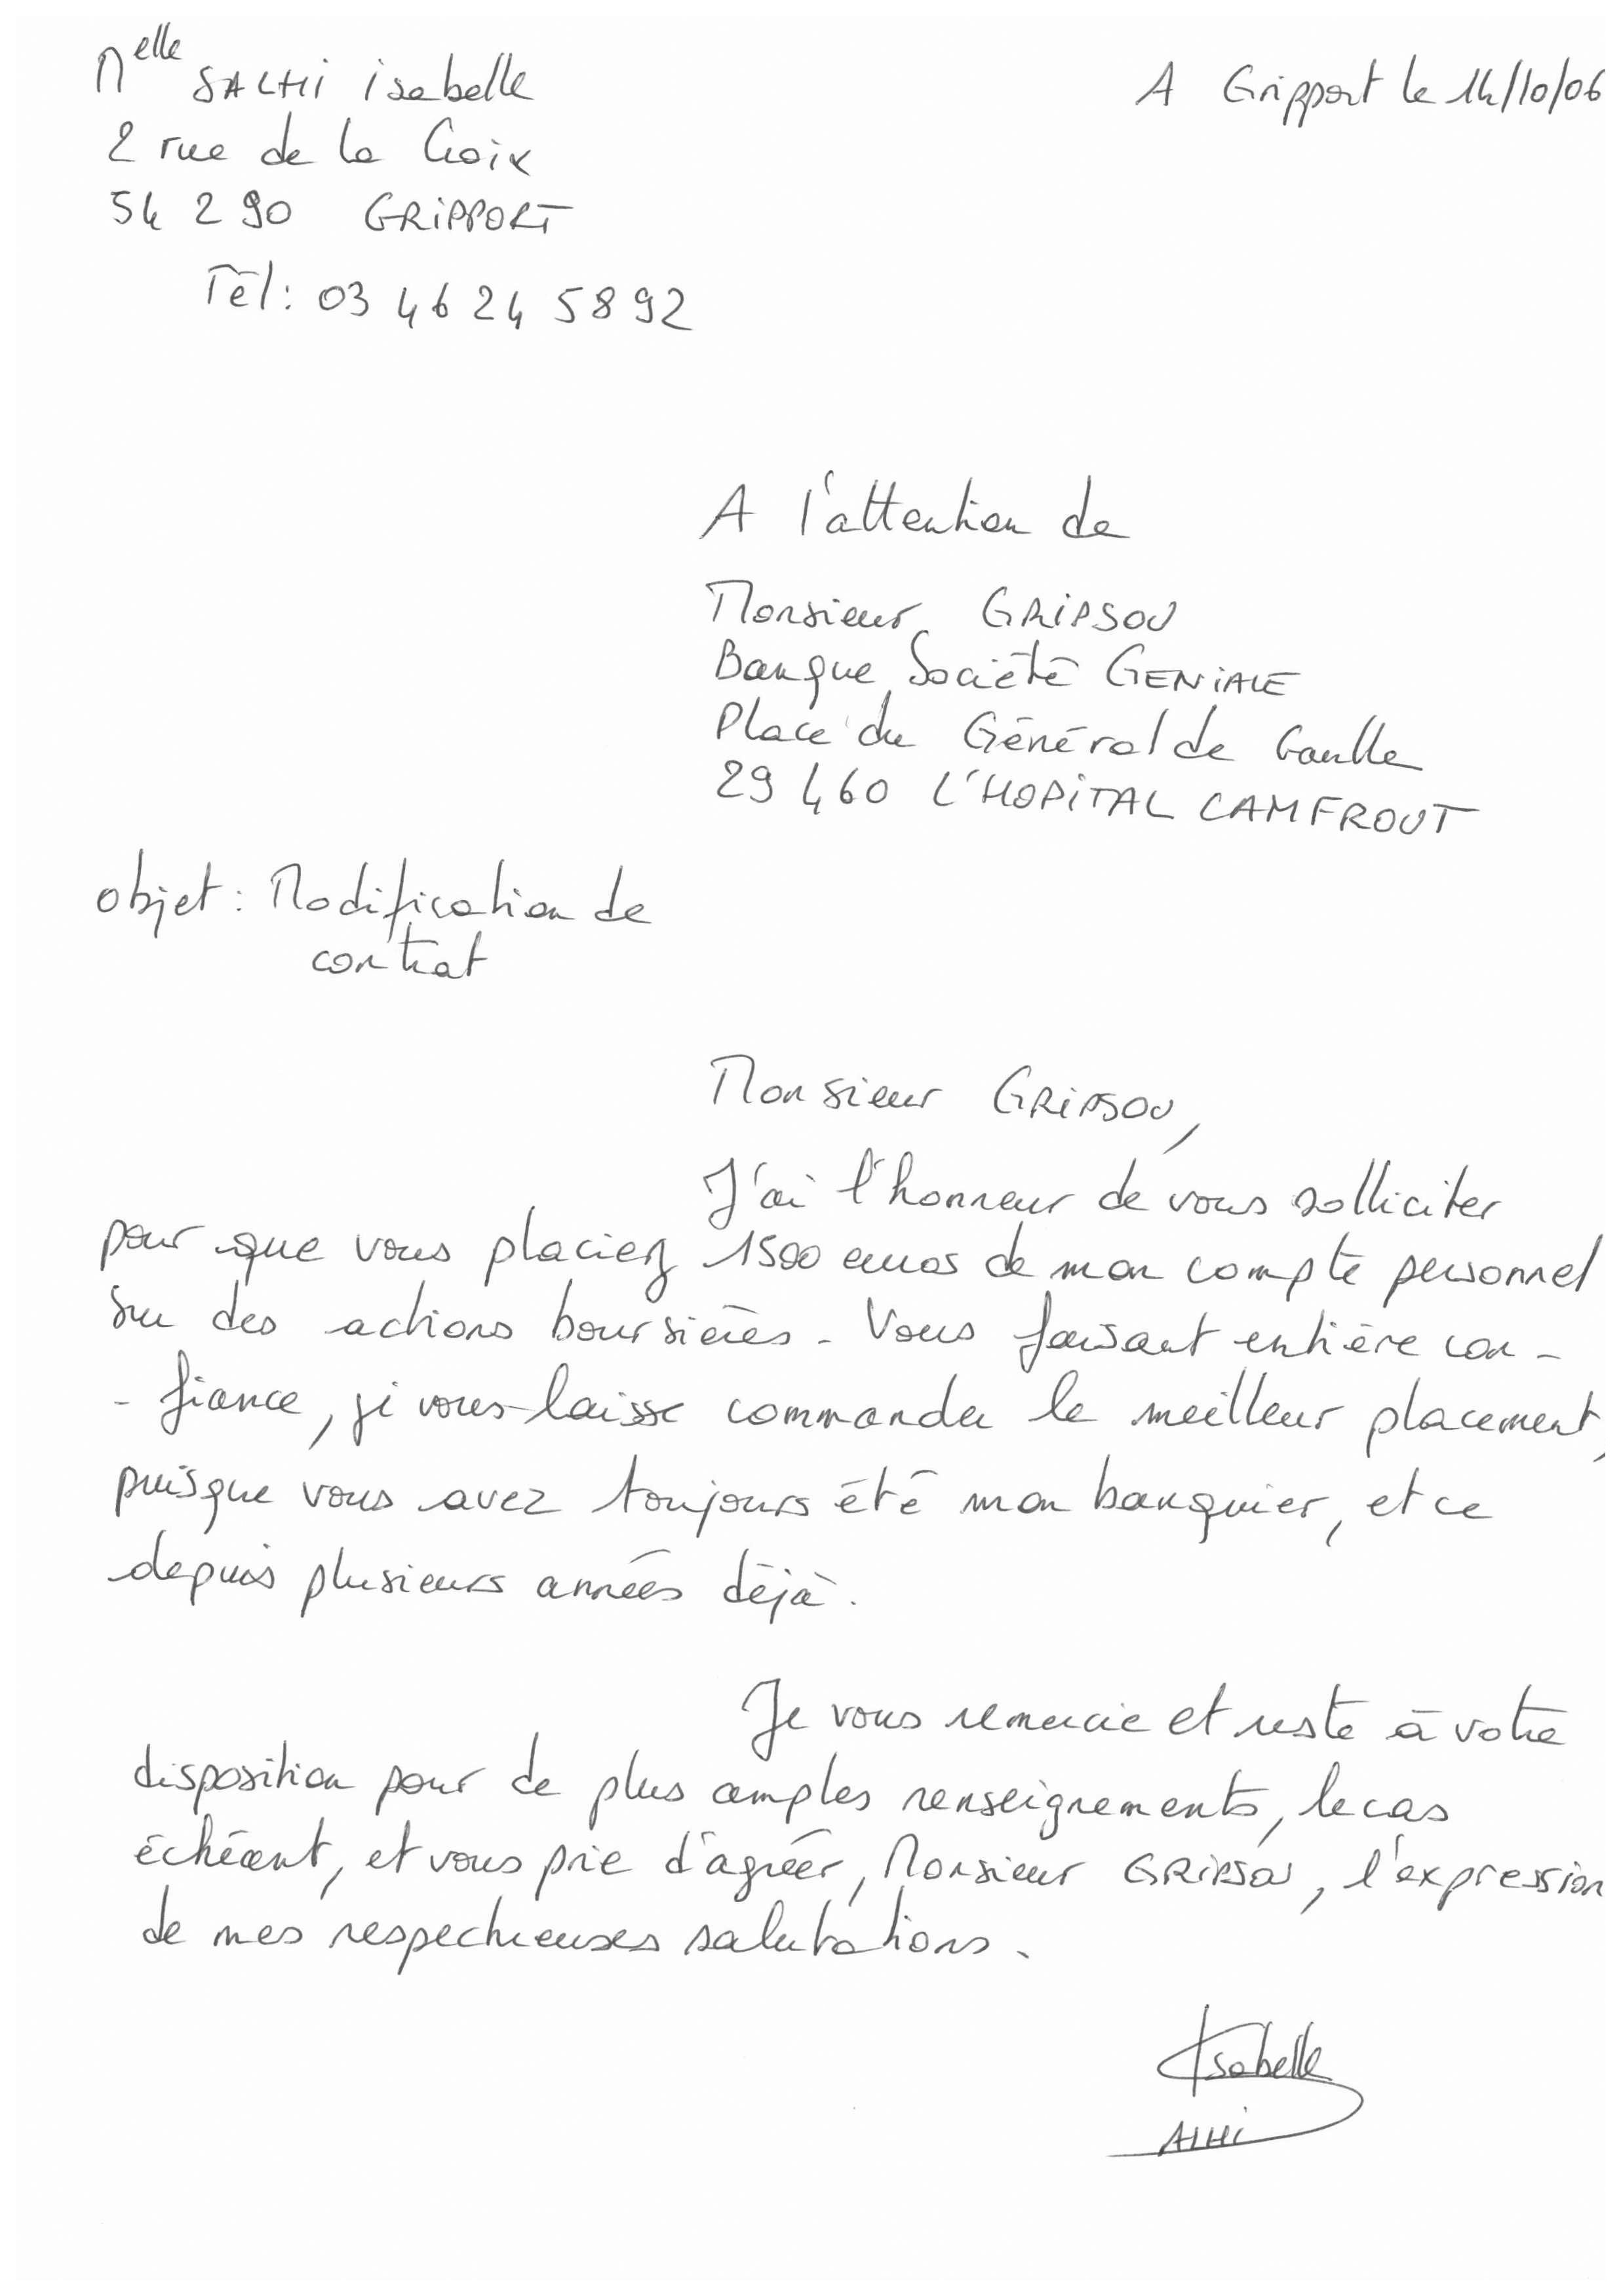 Melle SALHI isabelle
A Gripport le 14/10/06
2 rue de la Croix
54 290 GRIPPORT
Tél: 03 46 24 58 92
A l'attention de
Monsieur GRIPSOU
Banque Société GENIALE
Place du Général de Gaulle
29 460 L'HOPITAL CAMFROUT
objet: Modification de
contrat
Monsieur GRIPSOU,
J'ai l'honneur de vous solliciter
pour que vous placiez 1500 euros de mon compte personnel
sur des actions boursières. Vous faisant entière con-
- fiance, je vous laisse commander le meilleur placement,
puisque vous avez toujours été mon banquier, et ce
depuis plusieurs années déjà.
Je vous remercie et reste à votre
disposition pour de plus amples renseignements, le cas
échéant, et vous prie d'agréer, Monsieur GRIPSOU, l'expression
de mes respectueuses salutations.
Isabelle
ALHI